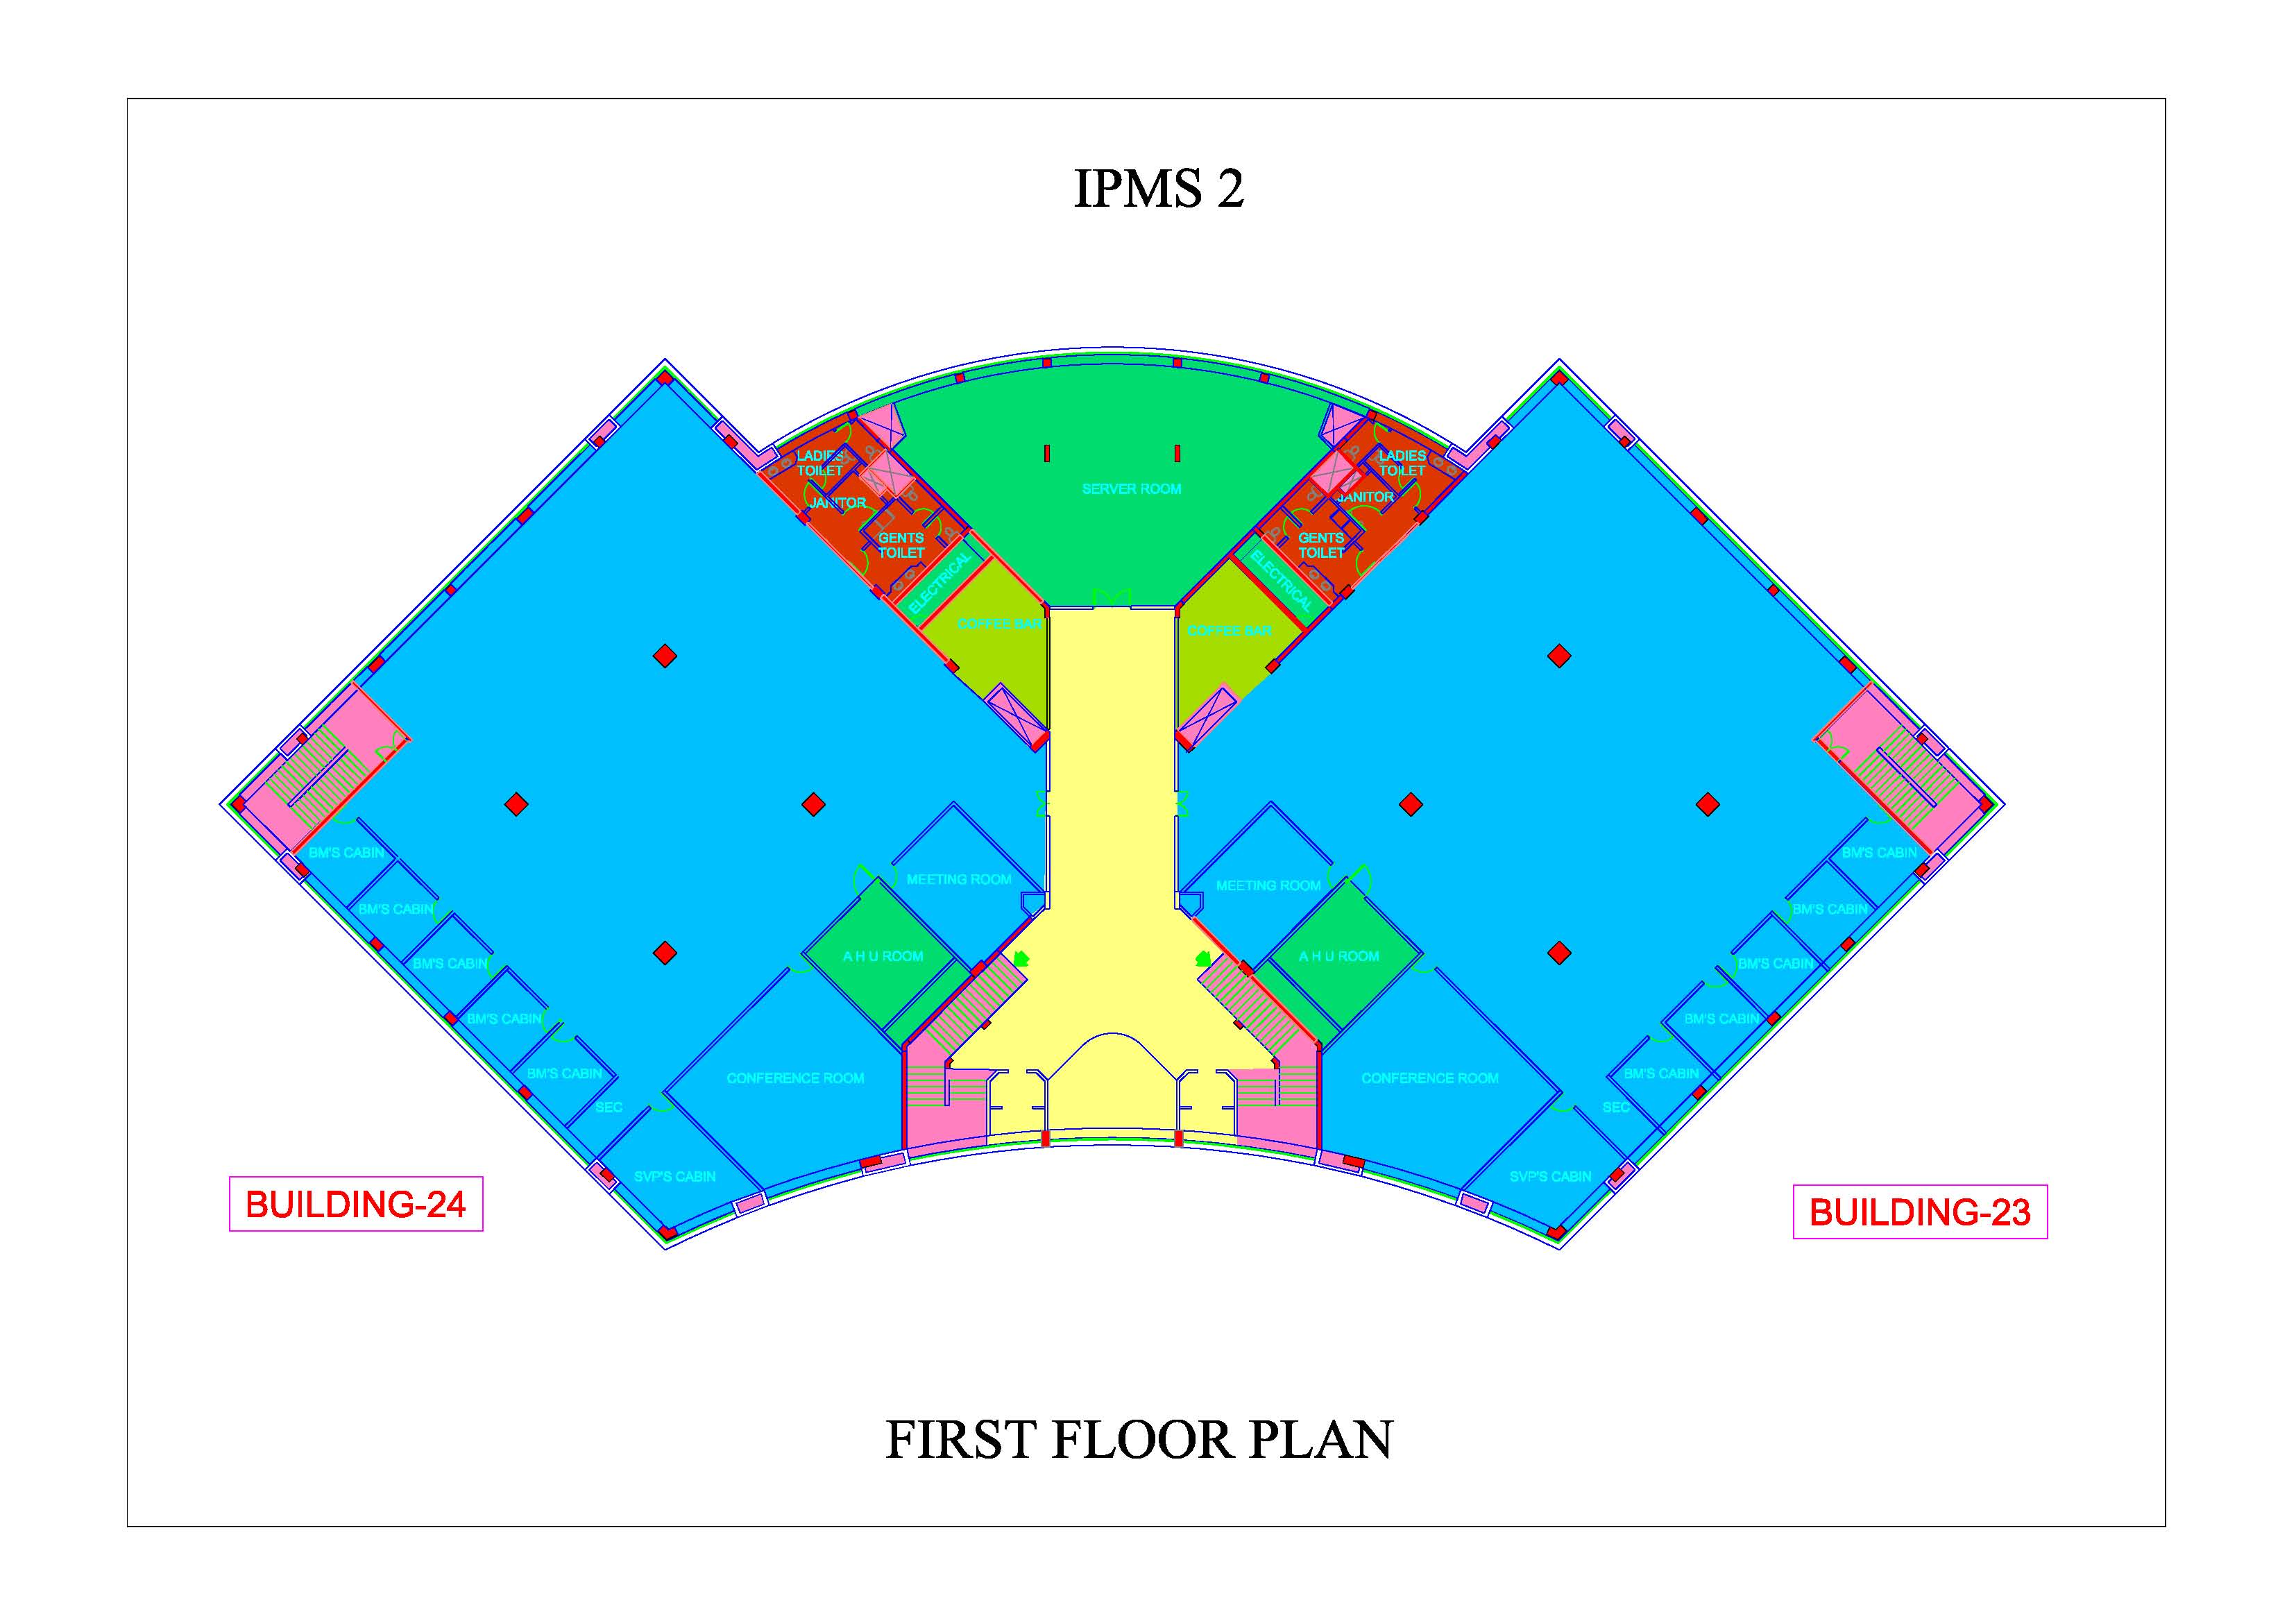 IPMS 2
LADIES
TOILET
LADIES
TOILET
SERVER ROOM
JANITOR
JANITOR
GENTS
TOILET
GENTS
TOILET
ELECTRICAL
ELECTRICAL
COFFEE BAR
COFFEE BAR
BM'S CABIN
BM'S CABIN
MEETING ROOM
MEETING ROOM
BM'S CABIN
BM'S CABIN
A H U ROOM
A H U ROOM
BM'S CABIN
BM'S CABIN
BM'S CABIN
BM'S CABIN
BM'S CABIN
CONFERENCE ROOM
CONFERENCE ROOM
BM'S CABIN
SEC
SEC
SVP'S CABIN
SVP'S CABIN
BUILDING-24
BUILDING-23
FIRST FLOOR PLAN